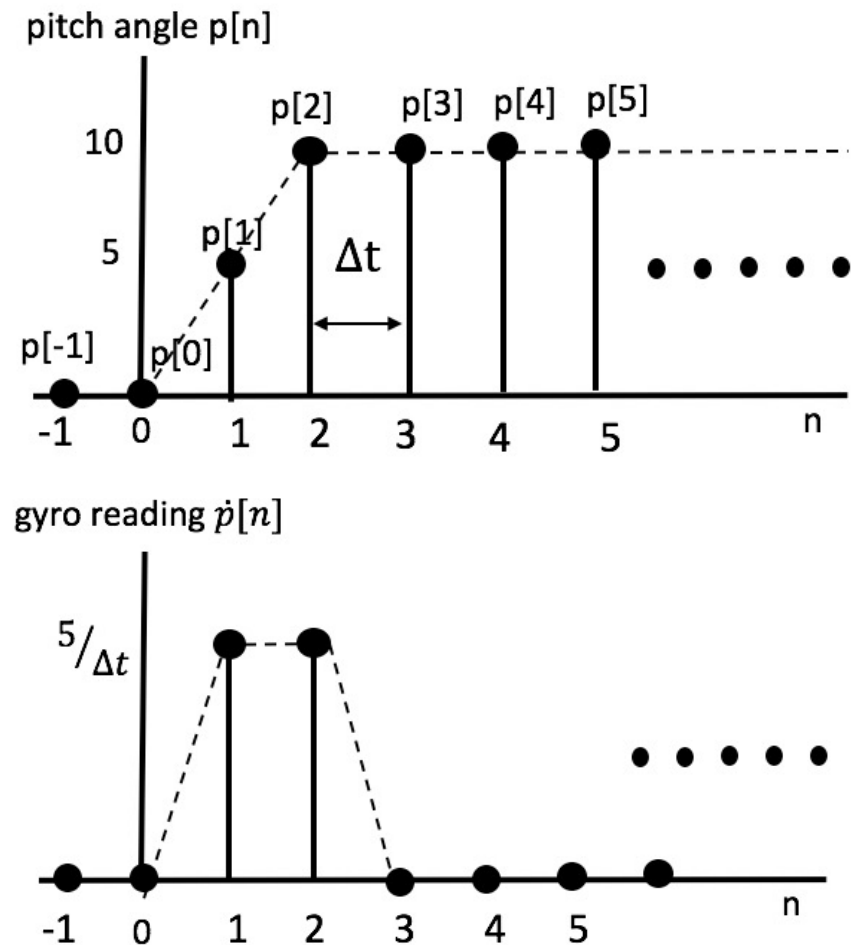 pitch angle p[n]
p[2] p[3] p[4] p[5]
10
p[1]
5
Δt
p[-1] p[0]
-1 0 1 2 3 4 5 n
gyro reading ṗ[n]
5/Δt
-1 0 1 2 3 4 5 n